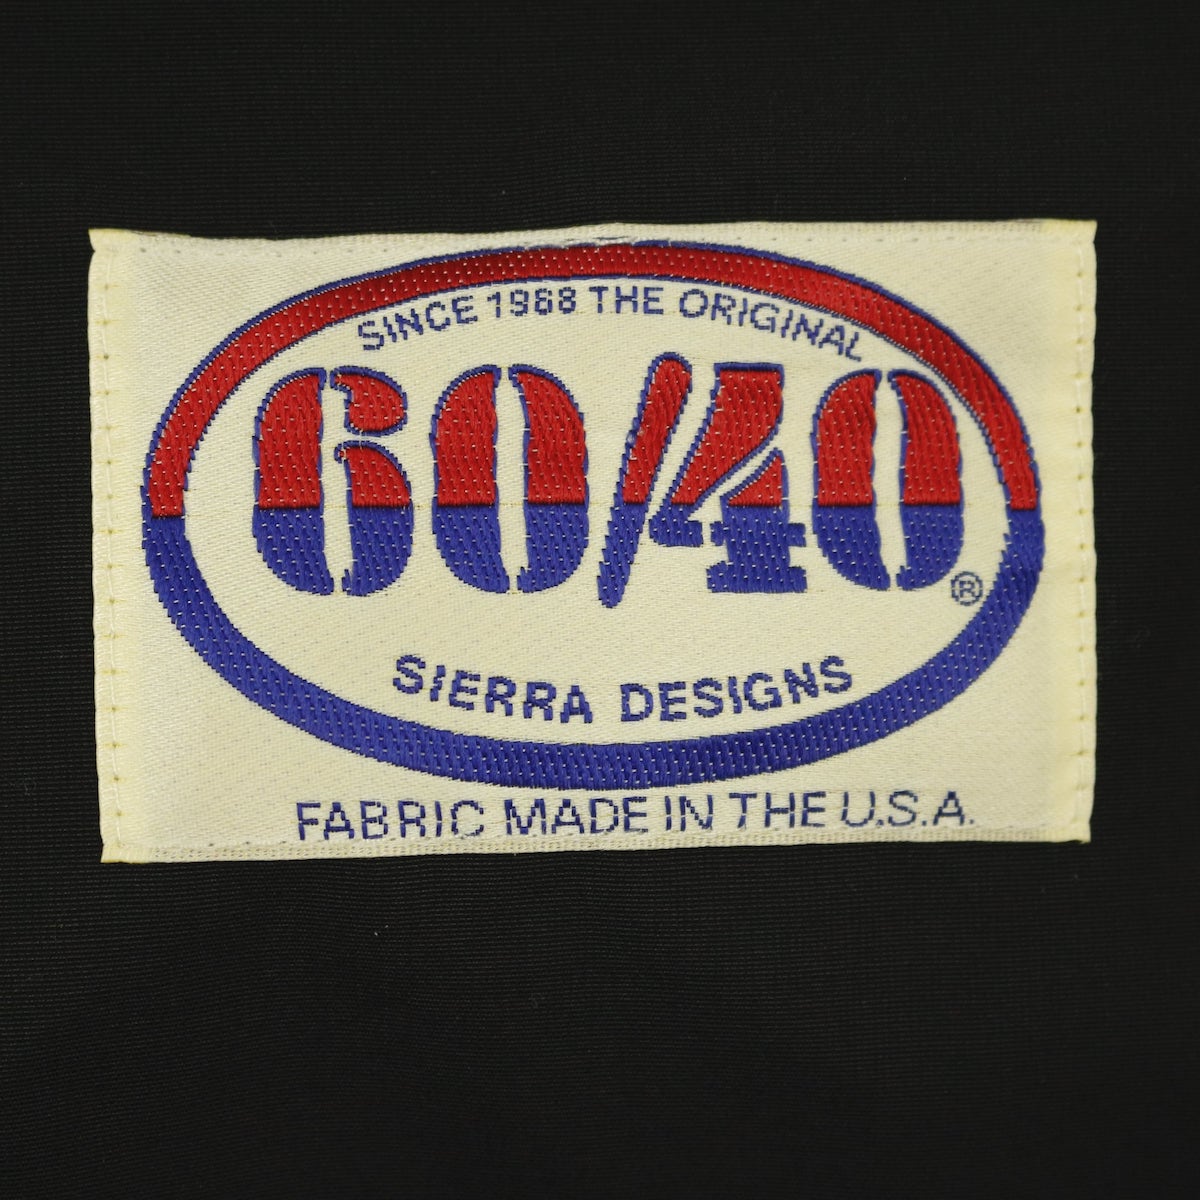 SINCE 1968 THE ORIGINAL
60/40®
SIERRA DESIGNS
FABRIC MADE IN THE U.S.A.